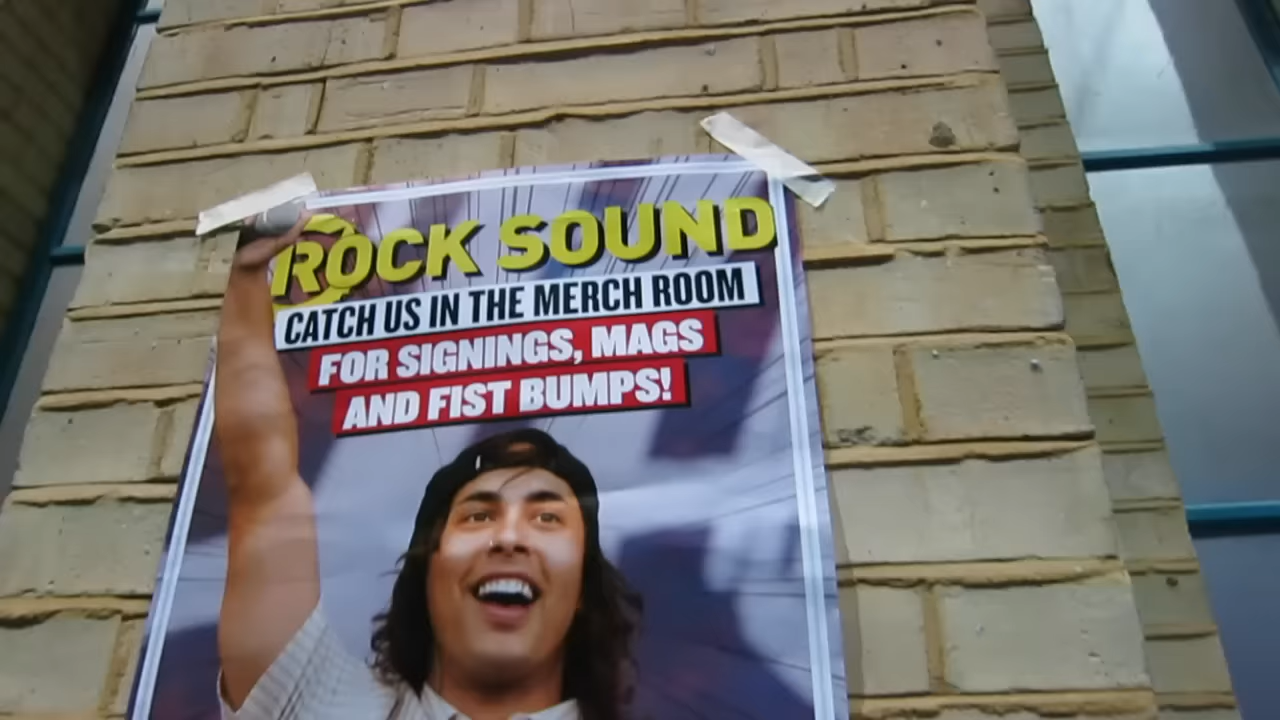 ROCK SOUND
CATCH US IN THE MERCH ROOM
FOR SIGNINGS, MAGS
AND FIST BUMPS!